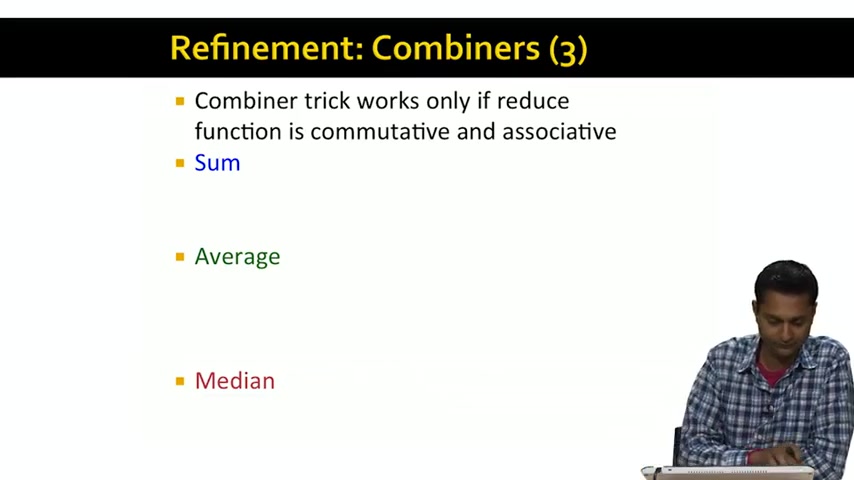 Refinement: Combiners (3)
Combiner trick works only if reduce
function is commutative and associative
Sum
Average
Median